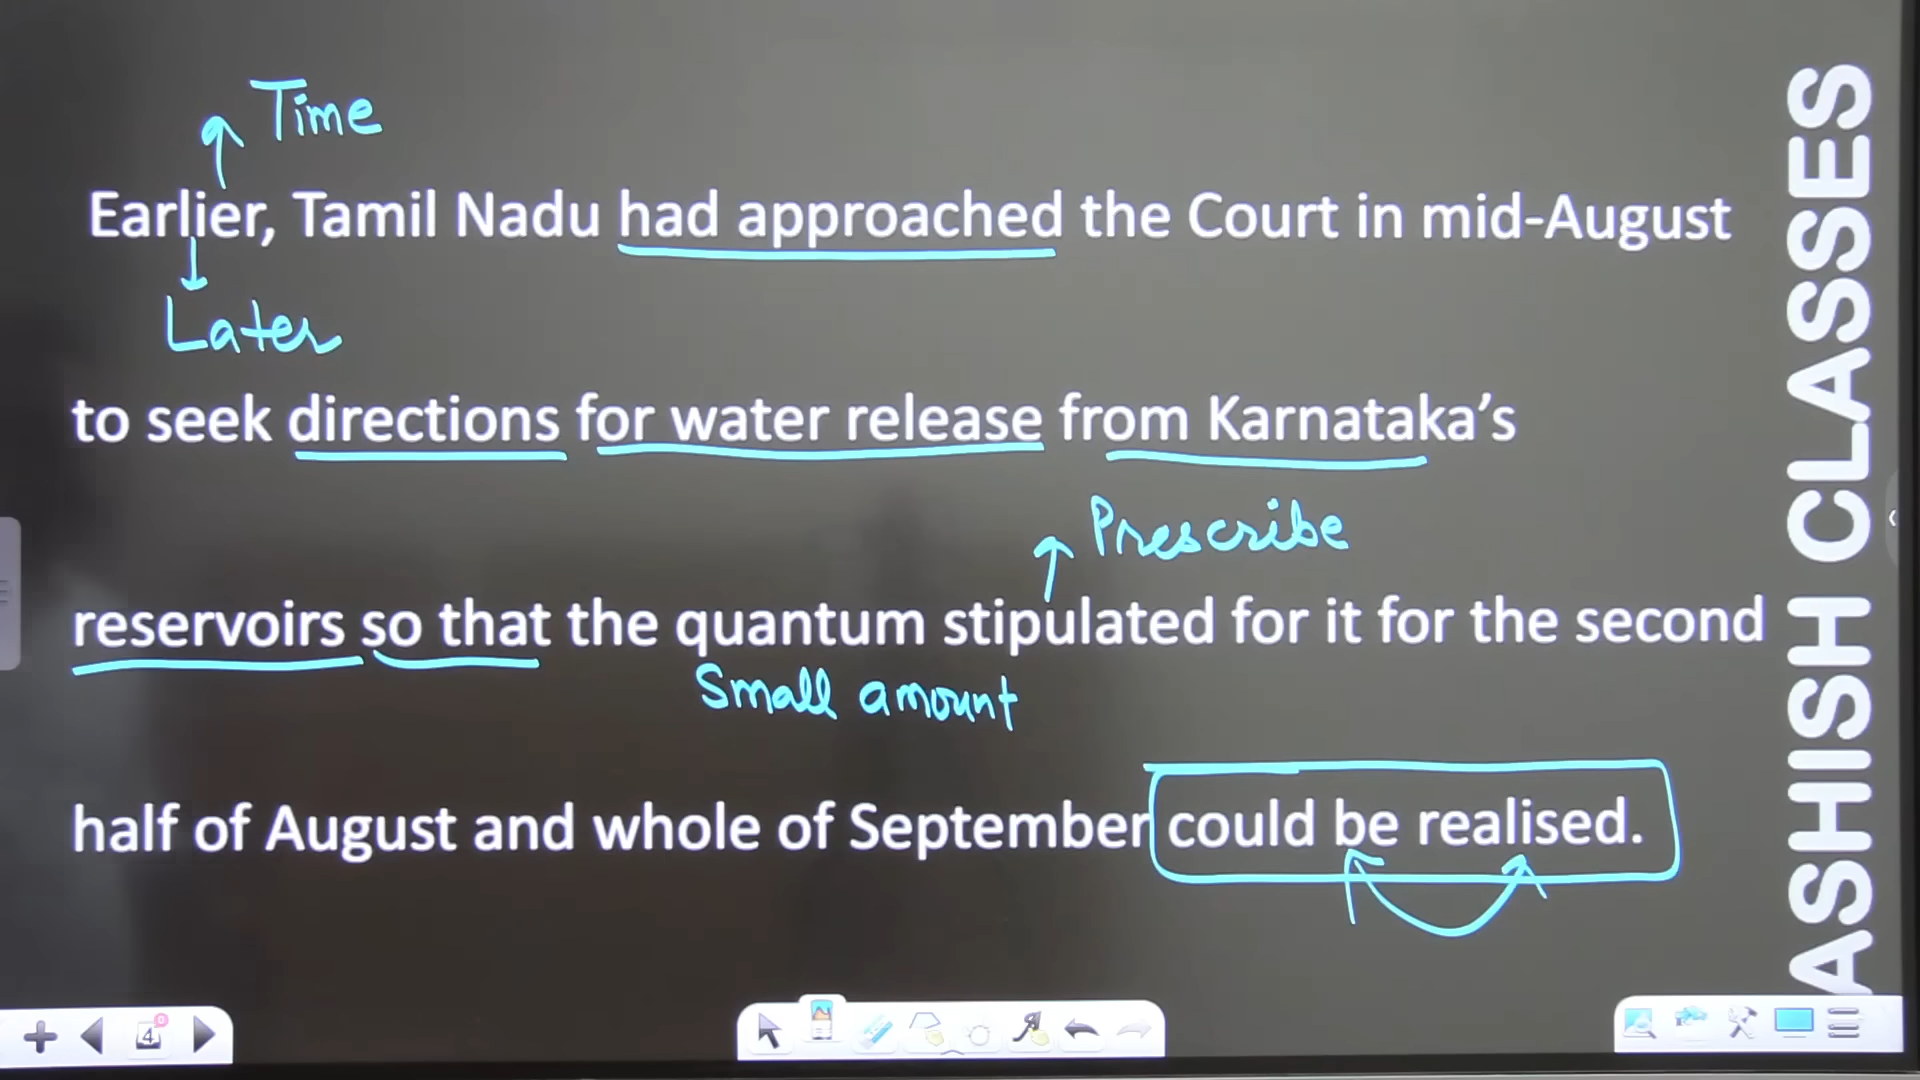 Time
Earlier, Tamil Nadu had approached the Court in mid-August
Later
to seek directions for water release from Karnataka’s
Prescribe
reservoirs so that the quantum stipulated for it for the second
Small amount
half of August and whole of September could be realised.
ASHISH CLASSES
4
0